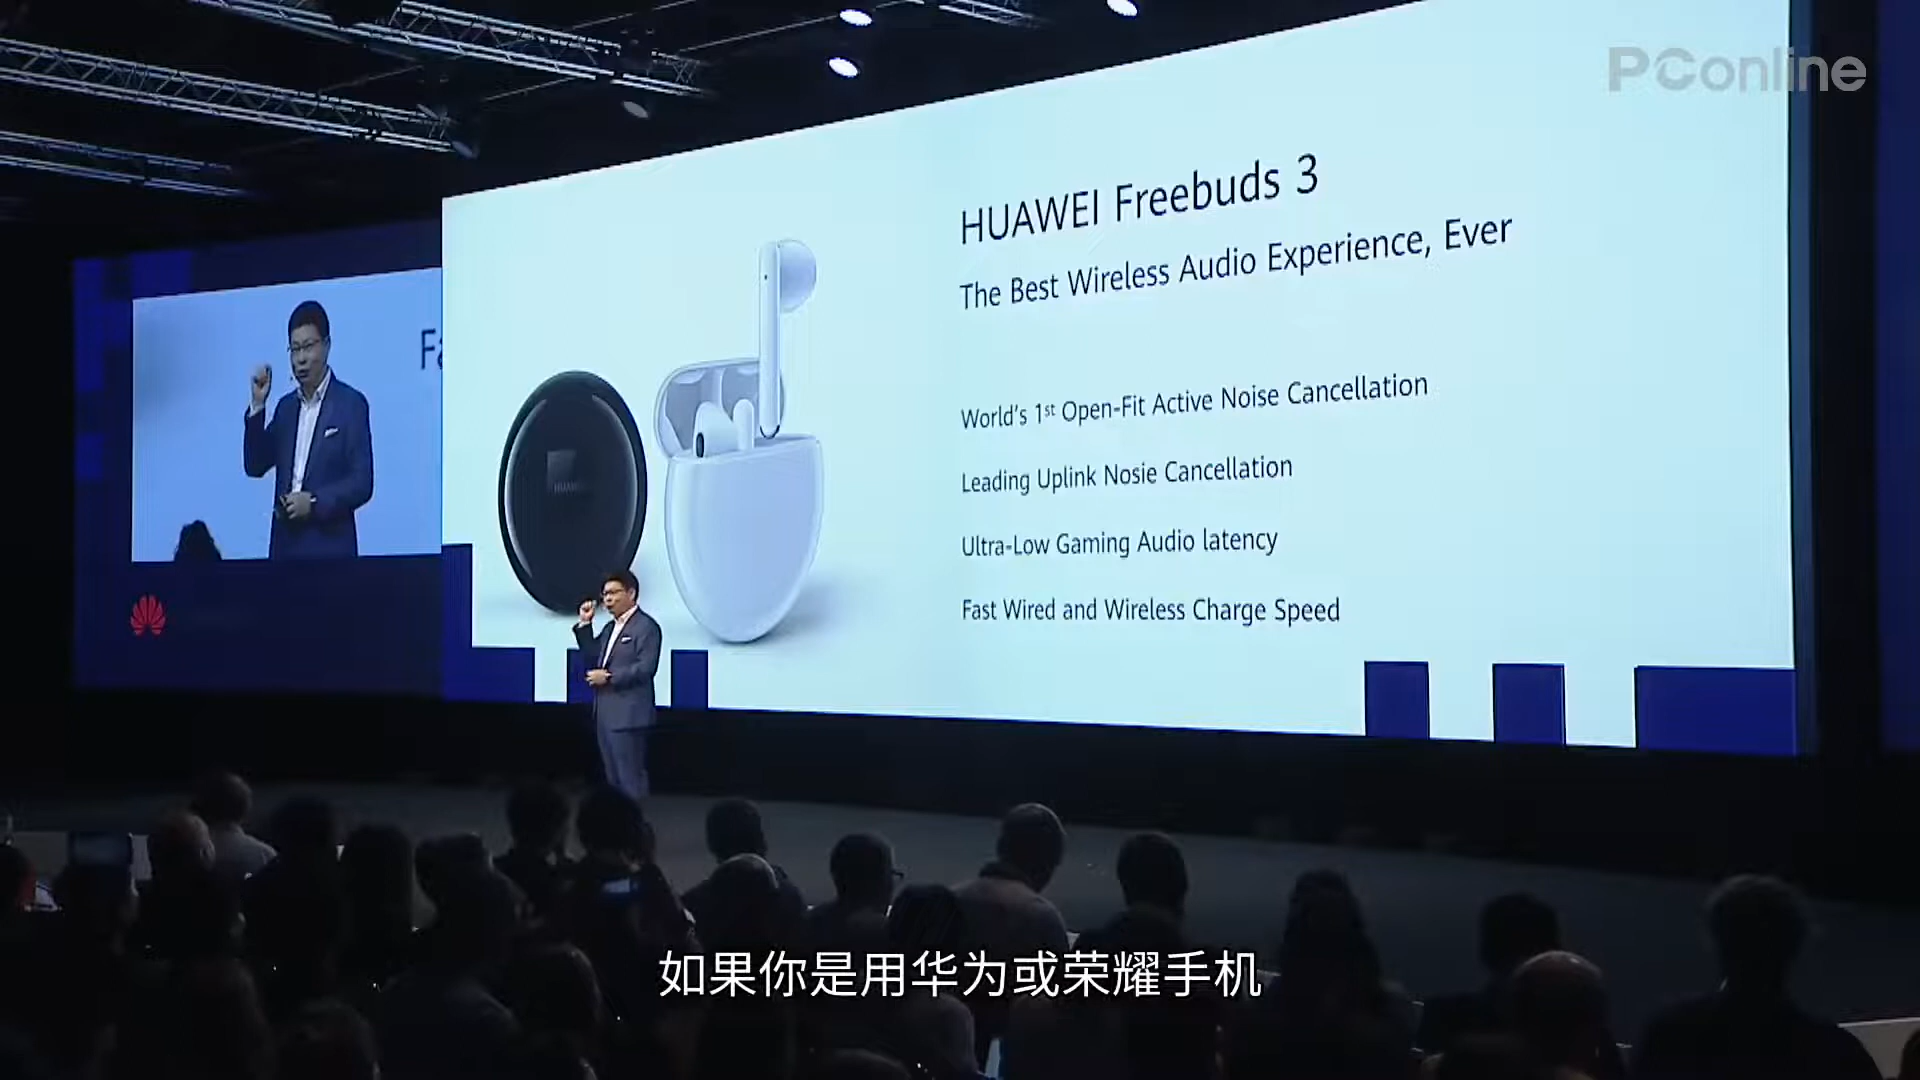 PConline
HUAWEI Freebuds 3
The Best Wireless Audio Experience, Ever
World's 1st Open-Fit Active Noise Cancellation
Leading Uplink Nosie Cancellation
Ultra-Low Gaming Audio latency
Fast Wired and Wireless Charge Speed
如果你是用华为或荣耀手机